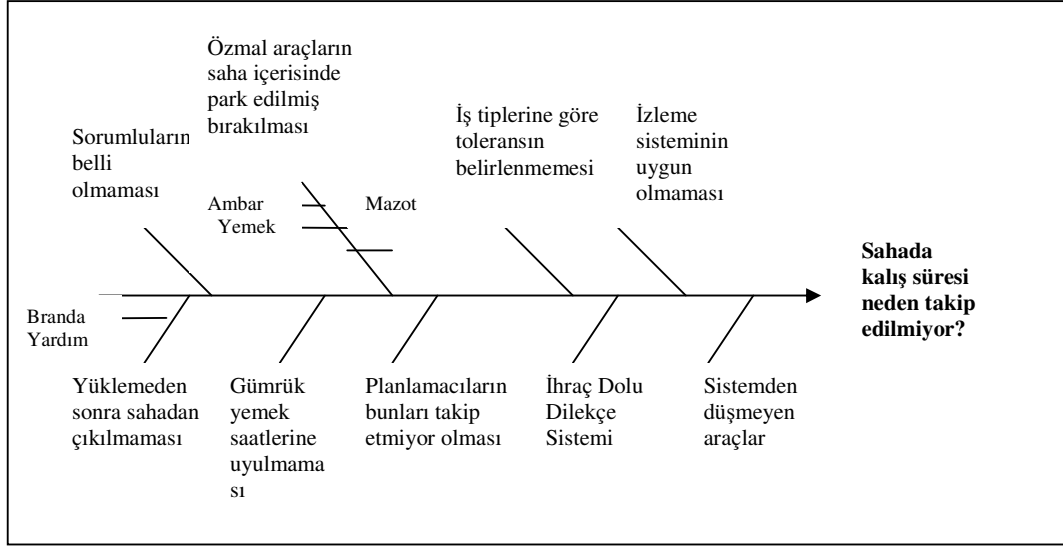 Özmal araçların
saha içerisinde
park edilmiş
bırakılması
Sorumluların
belli
olmaması
İş tiplerine göre
toleransın
belirlenmemesi
İzleme
sisteminin
uygun
olmaması
Ambar
Yemek
Mazot
Sahada
kalış süresi
neden takip
edilmiyor?
Branda
Yardım
Yüklemeden
sonra sahadan
çıkılmaması
Gümrük
yemek
saatlerine
uyulmama
sı
Planlamacıların
bunları takip
etmiyor olması
İhraç Dolu
Dilekçe
Sistemi
Sistemden
düşmeyen
araçlar